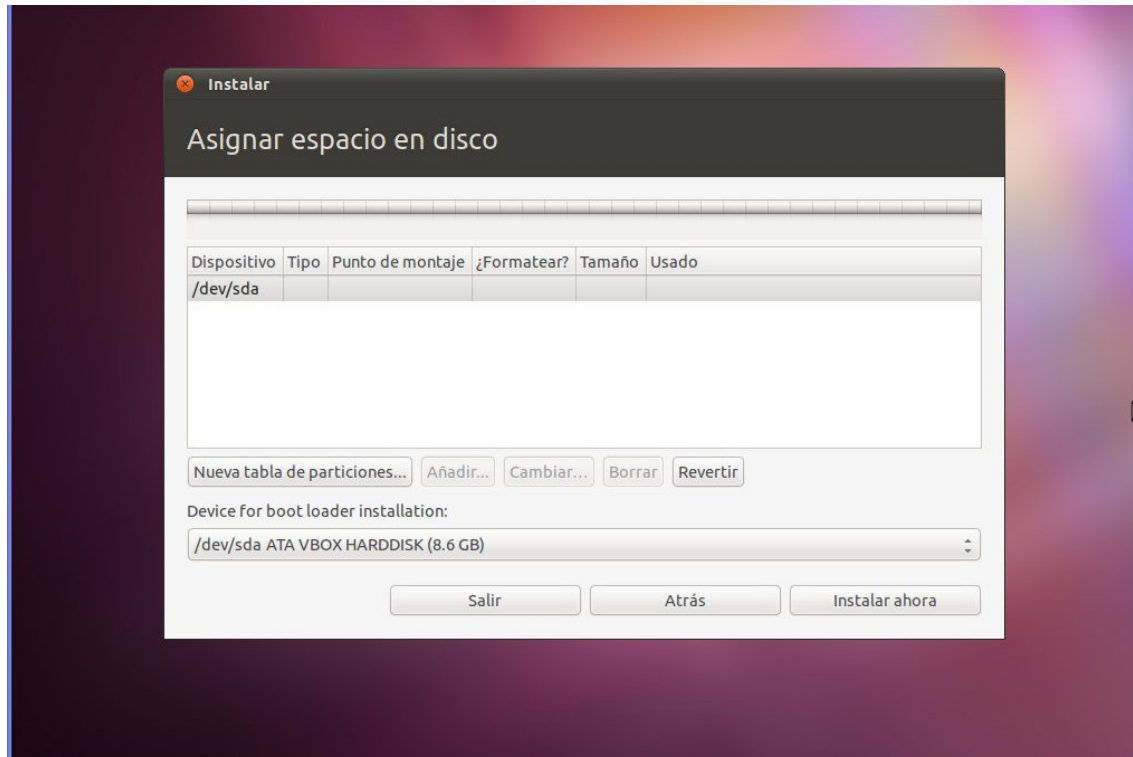 Instalar
Asignar espacio en disco
Dispositivo Tipo Punto de montaje ¿Formatear? Tamaño Usado
/dev/sda
Nueva tabla de particiones... Añadir... Cambiar... Borrar Revertir
Device for boot loader installation:
/dev/sda ATA VBOX HARDDISK (8.6 GB)
Salir Atrás Instalar ahora